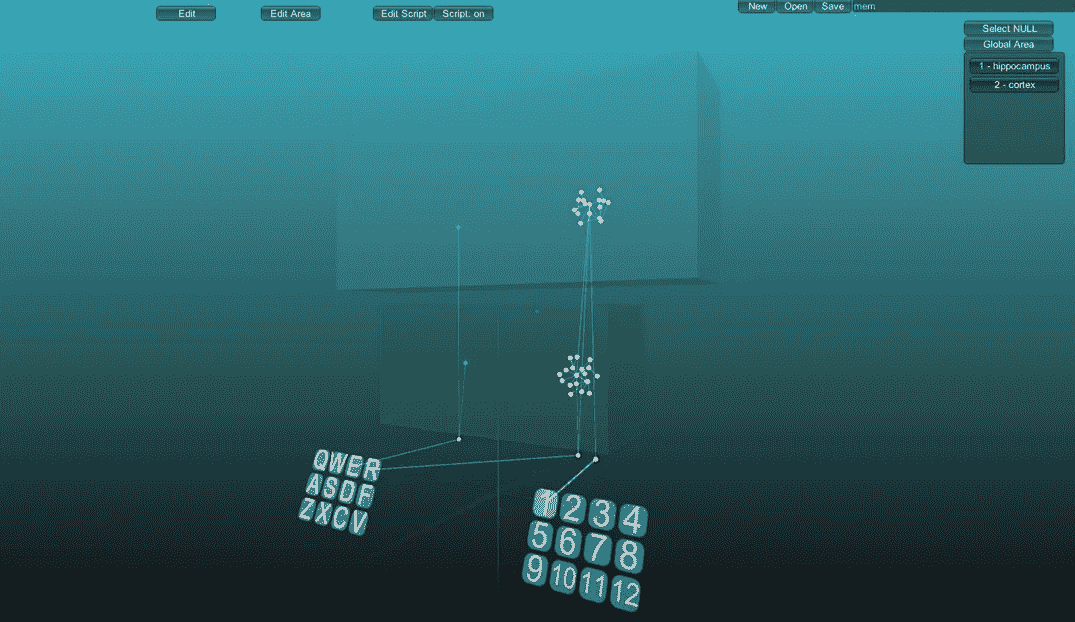 Edit Edit Area Edit Script Script: on New Open Save mem
Select NULL
Global Area
1 - hippocampus
2 - cortex
QWER
ASDF
ZXCV
1 2 3 4
5 6 7 8
9 10 11 12